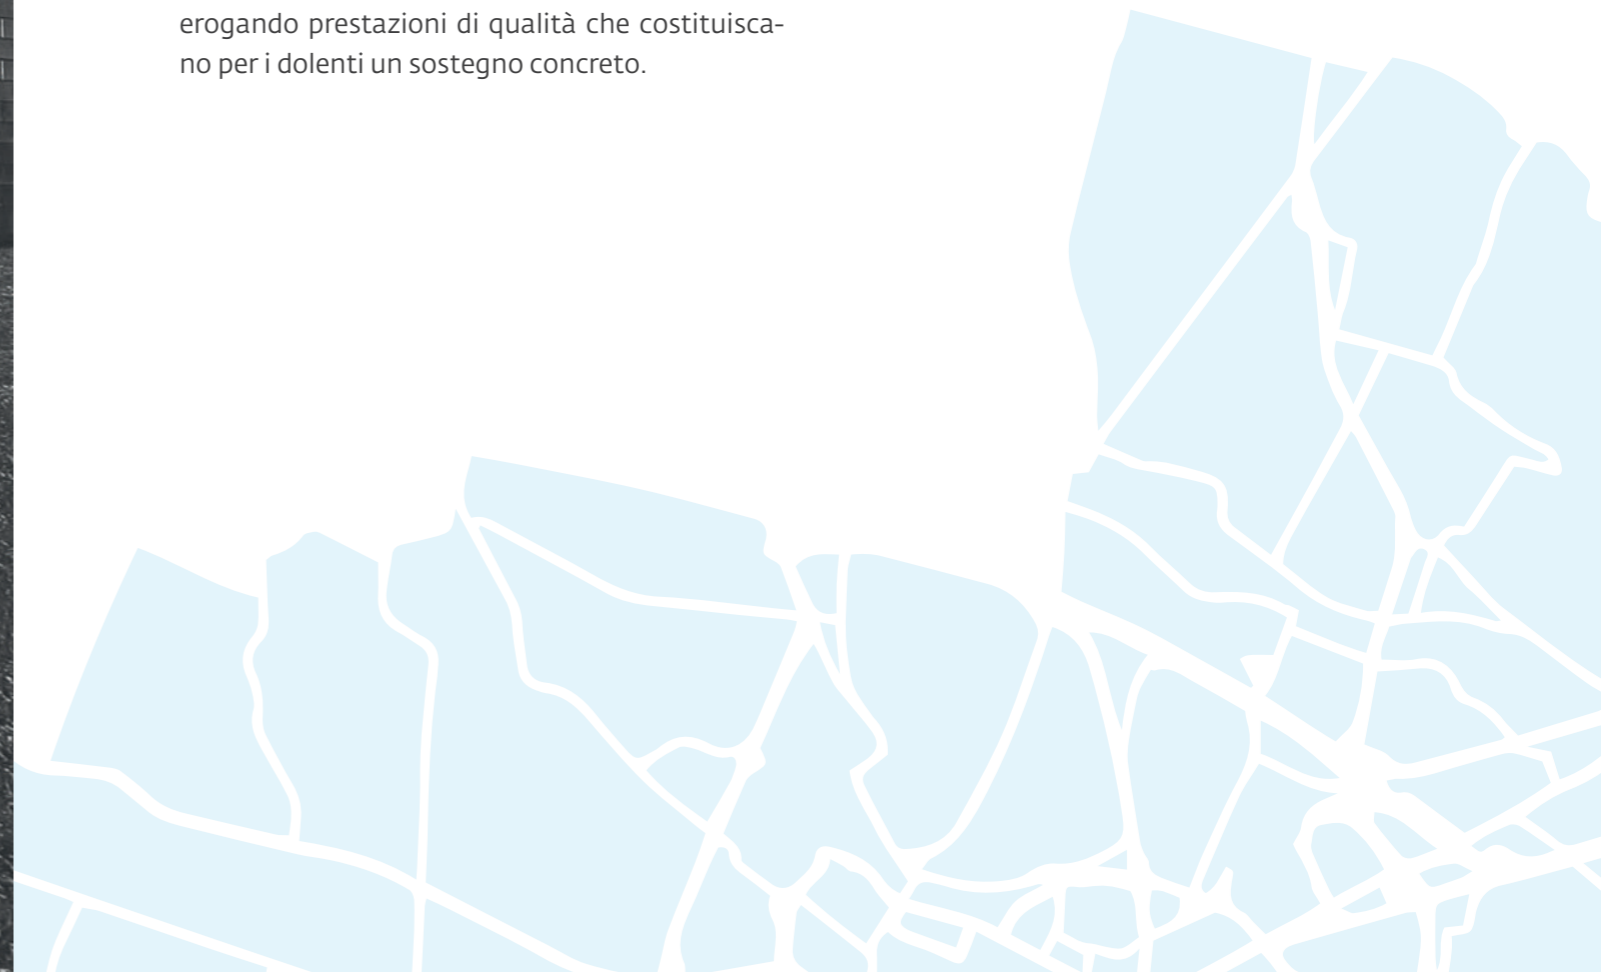 erogando prestazioni di qualità che costituisca-
no per i dolenti un sostegno concreto.